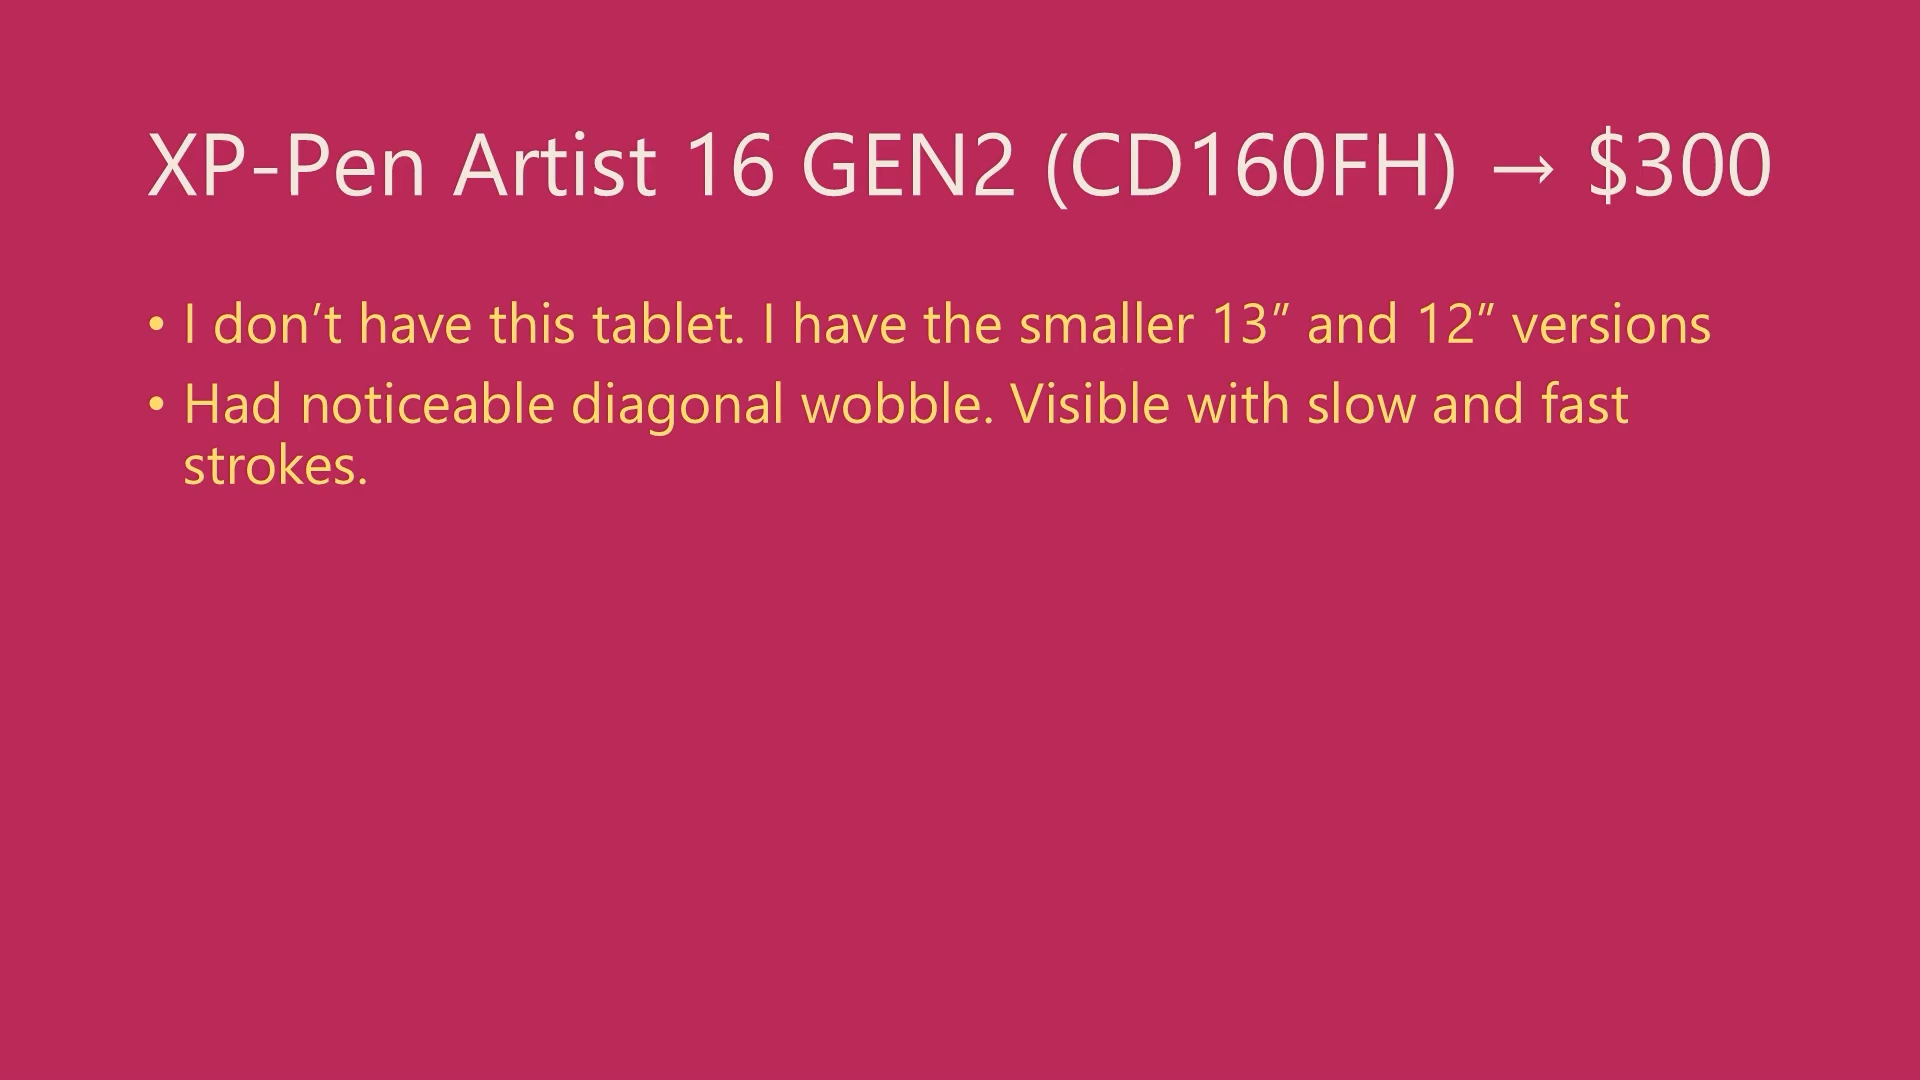 XP-Pen Artist 16 GEN2 (CD160FH) → $300
• I don’t have this tablet. I have the smaller 13” and 12” versions
• Had noticeable diagonal wobble. Visible with slow and fast
strokes.